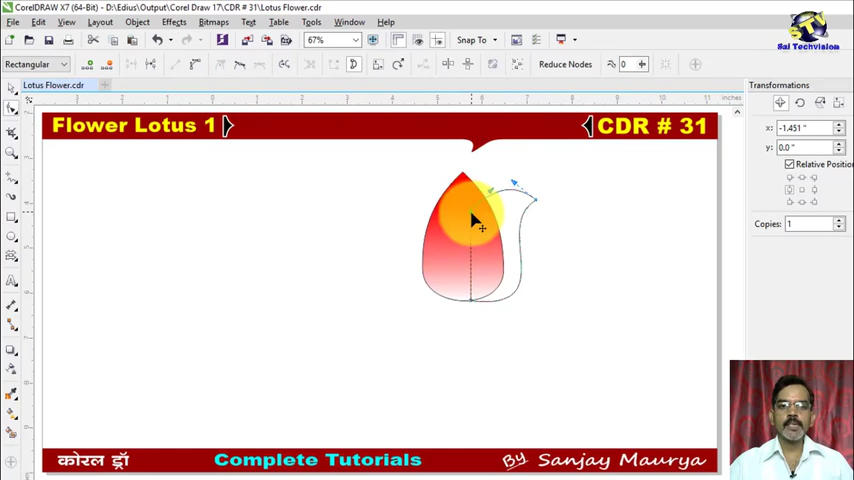 CorelDRAW X7 (64-Bit) - D:\Edius\Output\Corel Draw 17\CDR # 31\Lotus Flower.cdr
File Edit View Layout Object Effects Bitmaps Text Table Tools Window Help
67% Snap To
STV
Sai Techvision
Rectangular Reduce Nodes 0
Lotus Flower.cdr
Transformations
inches
Flower Lotus 1
CDR # 31
x: -1.451 "
y: 0.0 "
Relative Position
Copies: 1
कोरल ड्रॉ Complete Tutorials By Sanjay Maurya